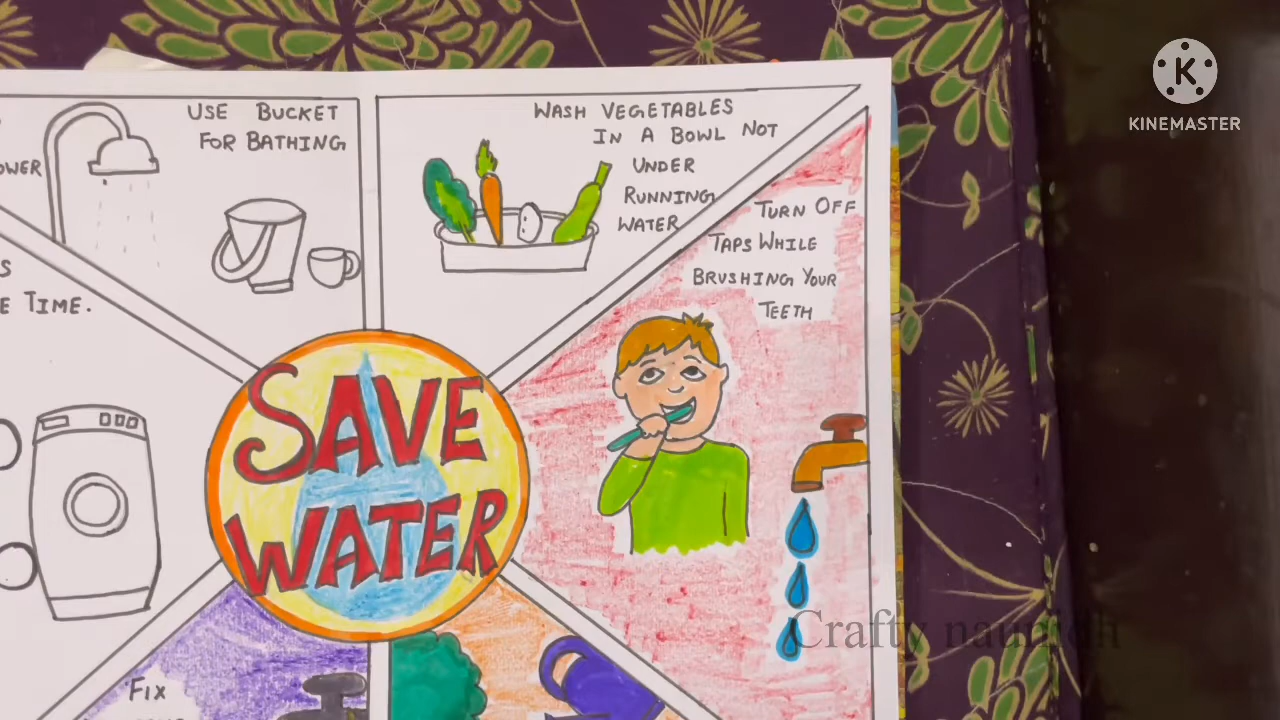 USE BUCKET
FOR BATHING
WASH VEGETABLES
IN A BOWL NOT
UNDER
RUNNING
WATER
TURN OFF
TAPS WHILE
BRUSHING YOUR
TEETH
TIME.
SAVE
WATER
FIX
K
KINEMASTER
Crafty